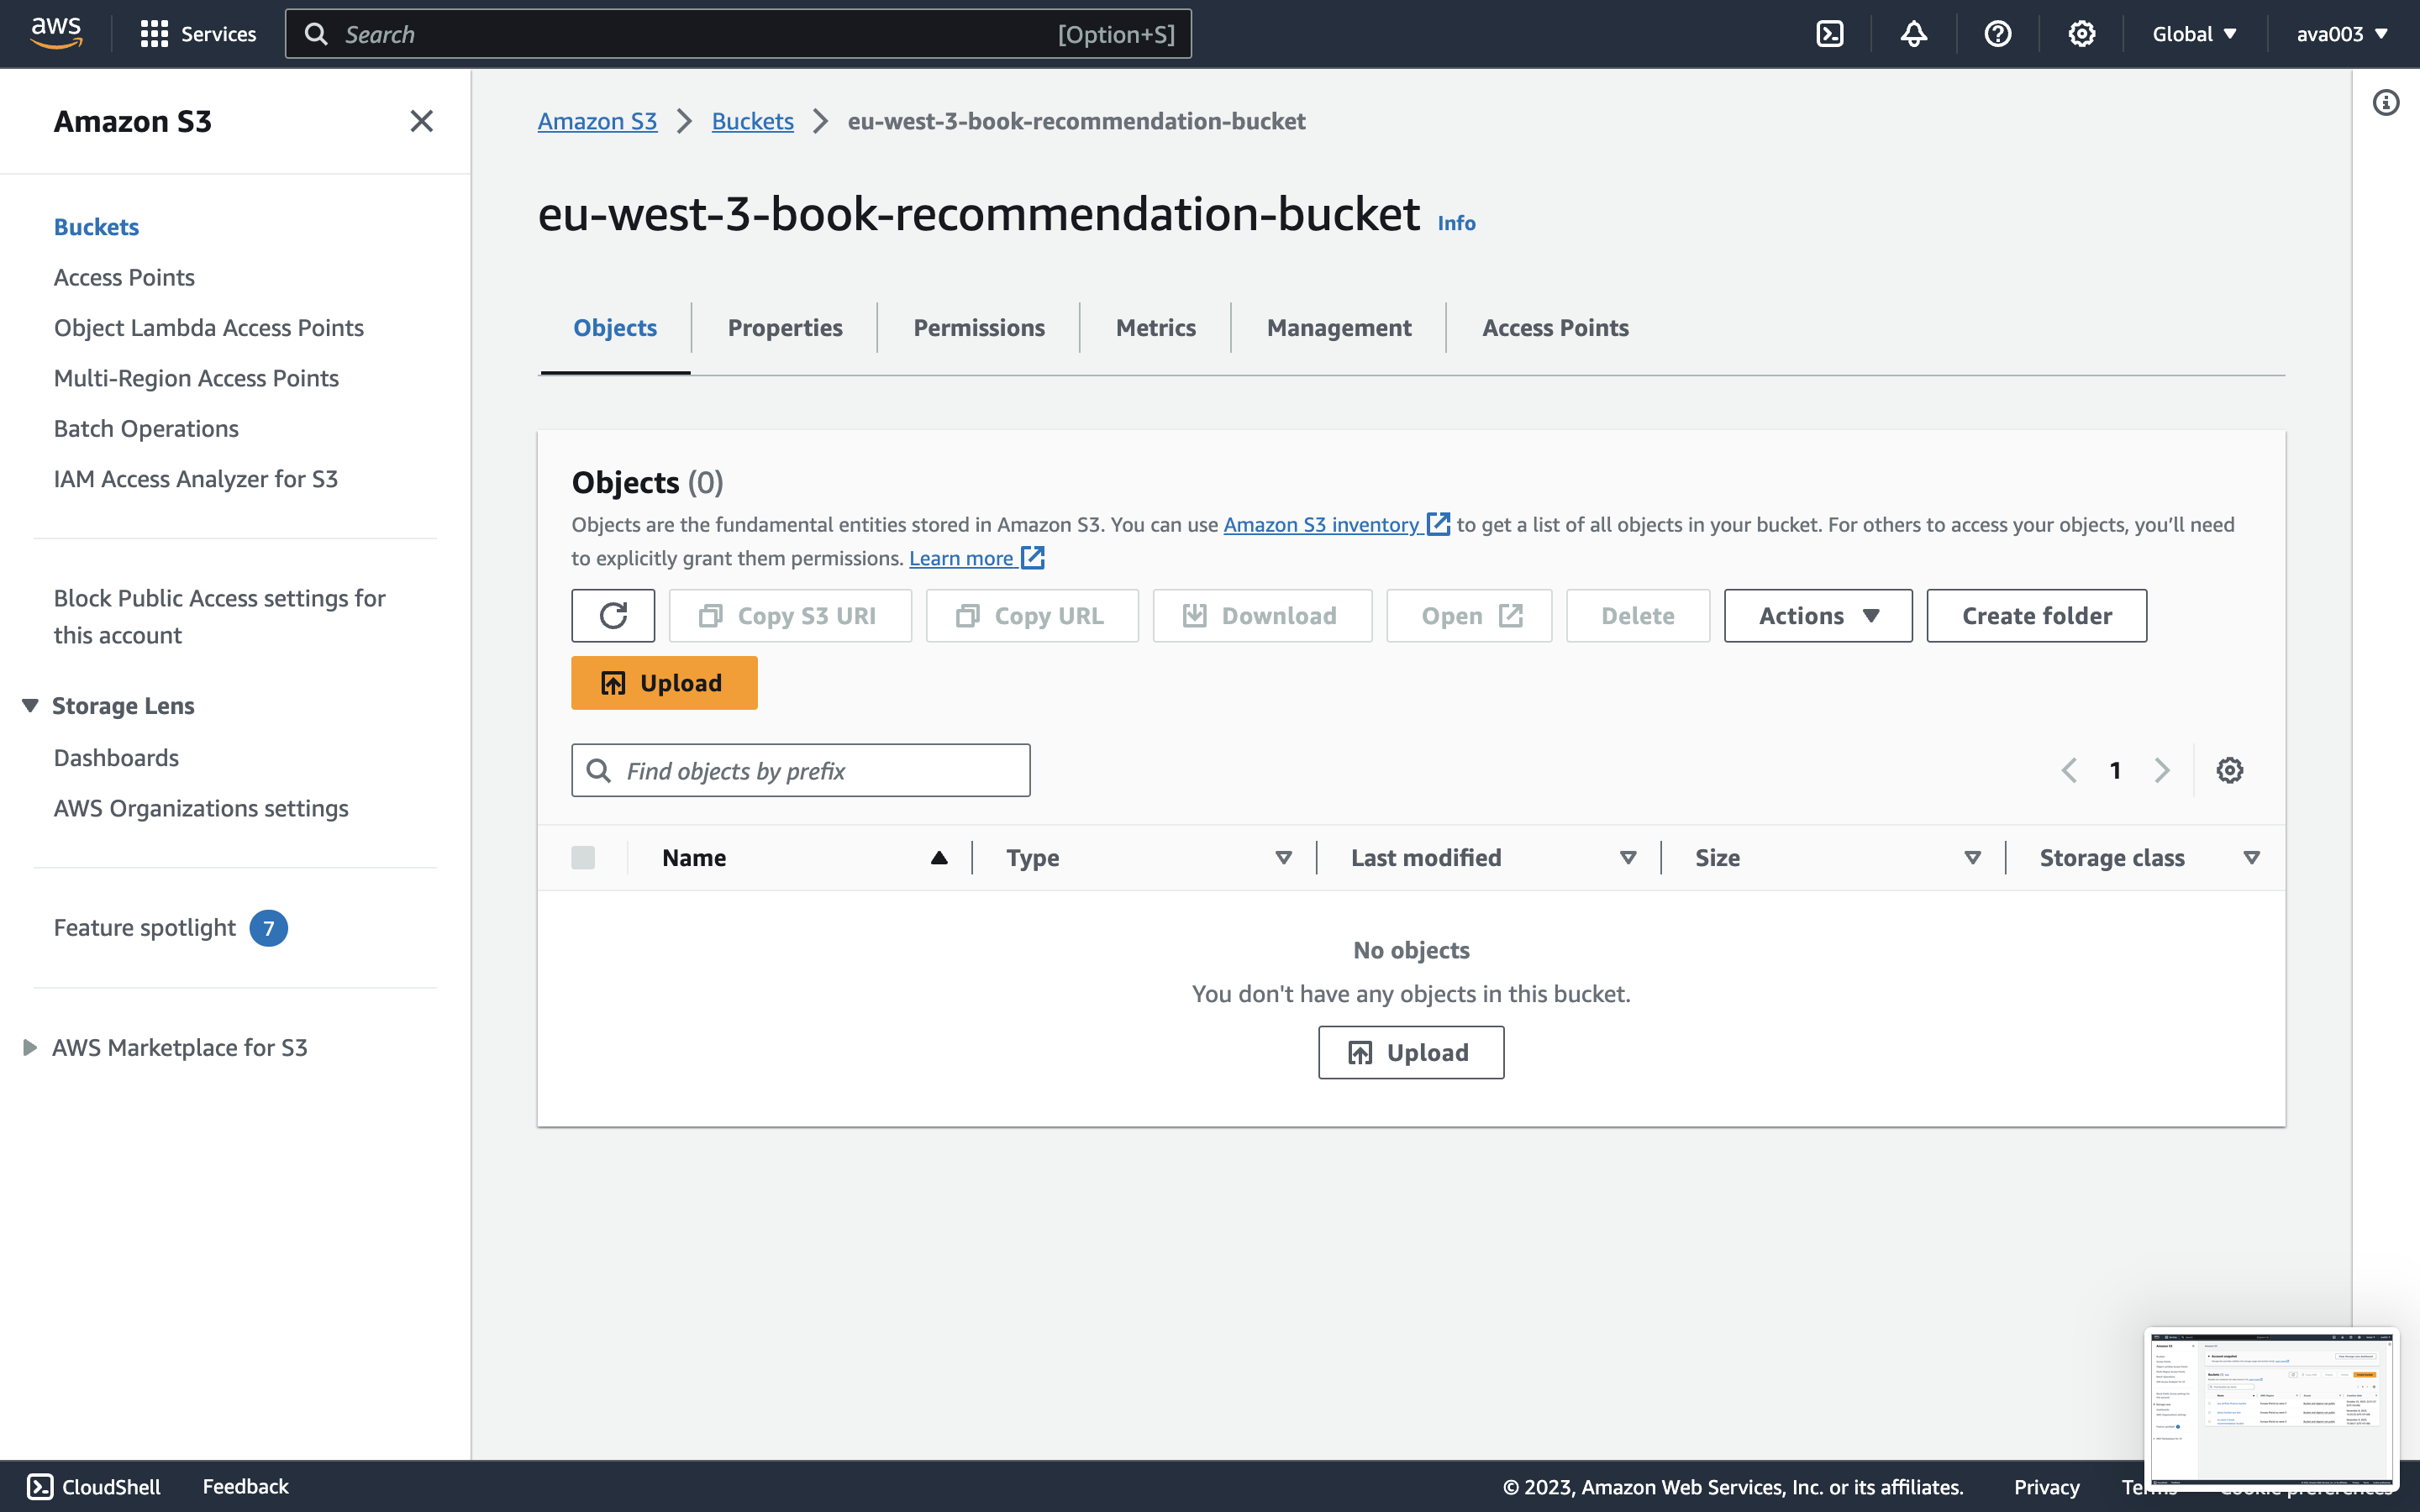 aws
Services
Search
[Option+S]
Global
ava003
Amazon S3
Buckets
Access Points
Object Lambda Access Points
Multi-Region Access Points
Batch Operations
IAM Access Analyzer for S3
Block Public Access settings for
this account
Storage Lens
Dashboards
AWS Organizations settings
Feature spotlight 7
AWS Marketplace for S3
Amazon S3 > Buckets > eu-west-3-book-recommendation-bucket
eu-west-3-book-recommendation-bucket Info
Objects Properties Permissions Metrics Management Access Points
Objects (0)
Objects are the fundamental entities stored in Amazon S3. You can use Amazon S3 inventory to get a list of all objects in your bucket. For others to access your objects, you’ll need
to explicitly grant them permissions. Learn more
Copy S3 URI Copy URL Download Open Delete Actions Create folder
Upload
Find objects by prefix
1
Name Type Last modified Size Storage class
No objects
You don't have any objects in this bucket.
Upload
CloudShell Feedback © 2023, Amazon Web Services, Inc. or its affiliates. Privacy